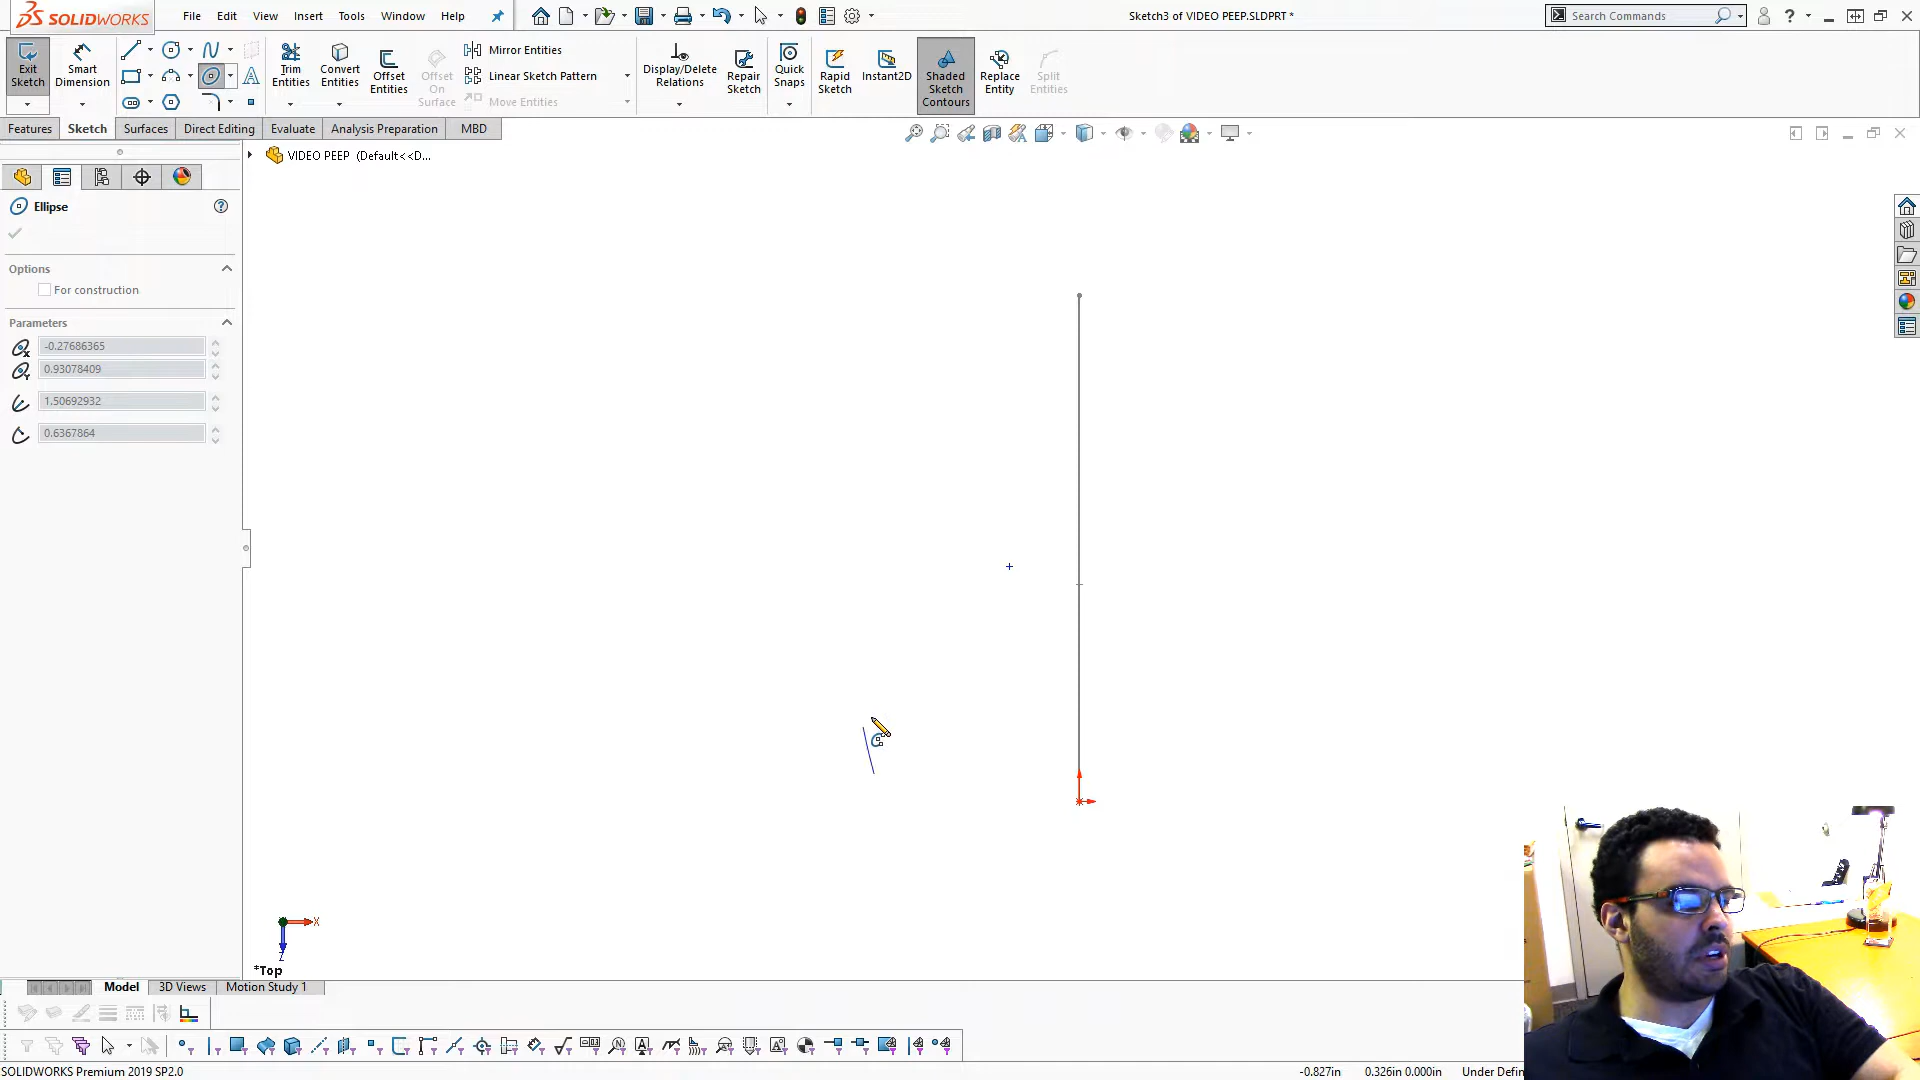 SOLIDWORKS
File Edit View Insert Tools Window Help
Sketch3 of VIDEO PEEP.SLDPRT *
Search Commands
Exit Sketch
Smart Dimension
Trim Entities
Convert Entities
Offset Entities
Offset On Surface
Mirror Entities
Linear Sketch Pattern
Move Entities
Display/Delete Relations
Repair Sketch
Quick Snaps
Rapid Sketch
Instant2D
Shaded Sketch Contours
Replace Entity
Split Entities
Features Sketch Surfaces Direct Editing Evaluate Analysis Preparation MBD
VIDEO PEEP (Default<<D...
Ellipse
Options
For construction
Parameters
-0.27686365
0.93078409
1.50692932
0.6367864
X
Z
*Top
Model 3D Views Motion Study 1
SOLIDWORKS Premium 2019 SP2.0
-0.827in 0.326in 0.000in Under Defin